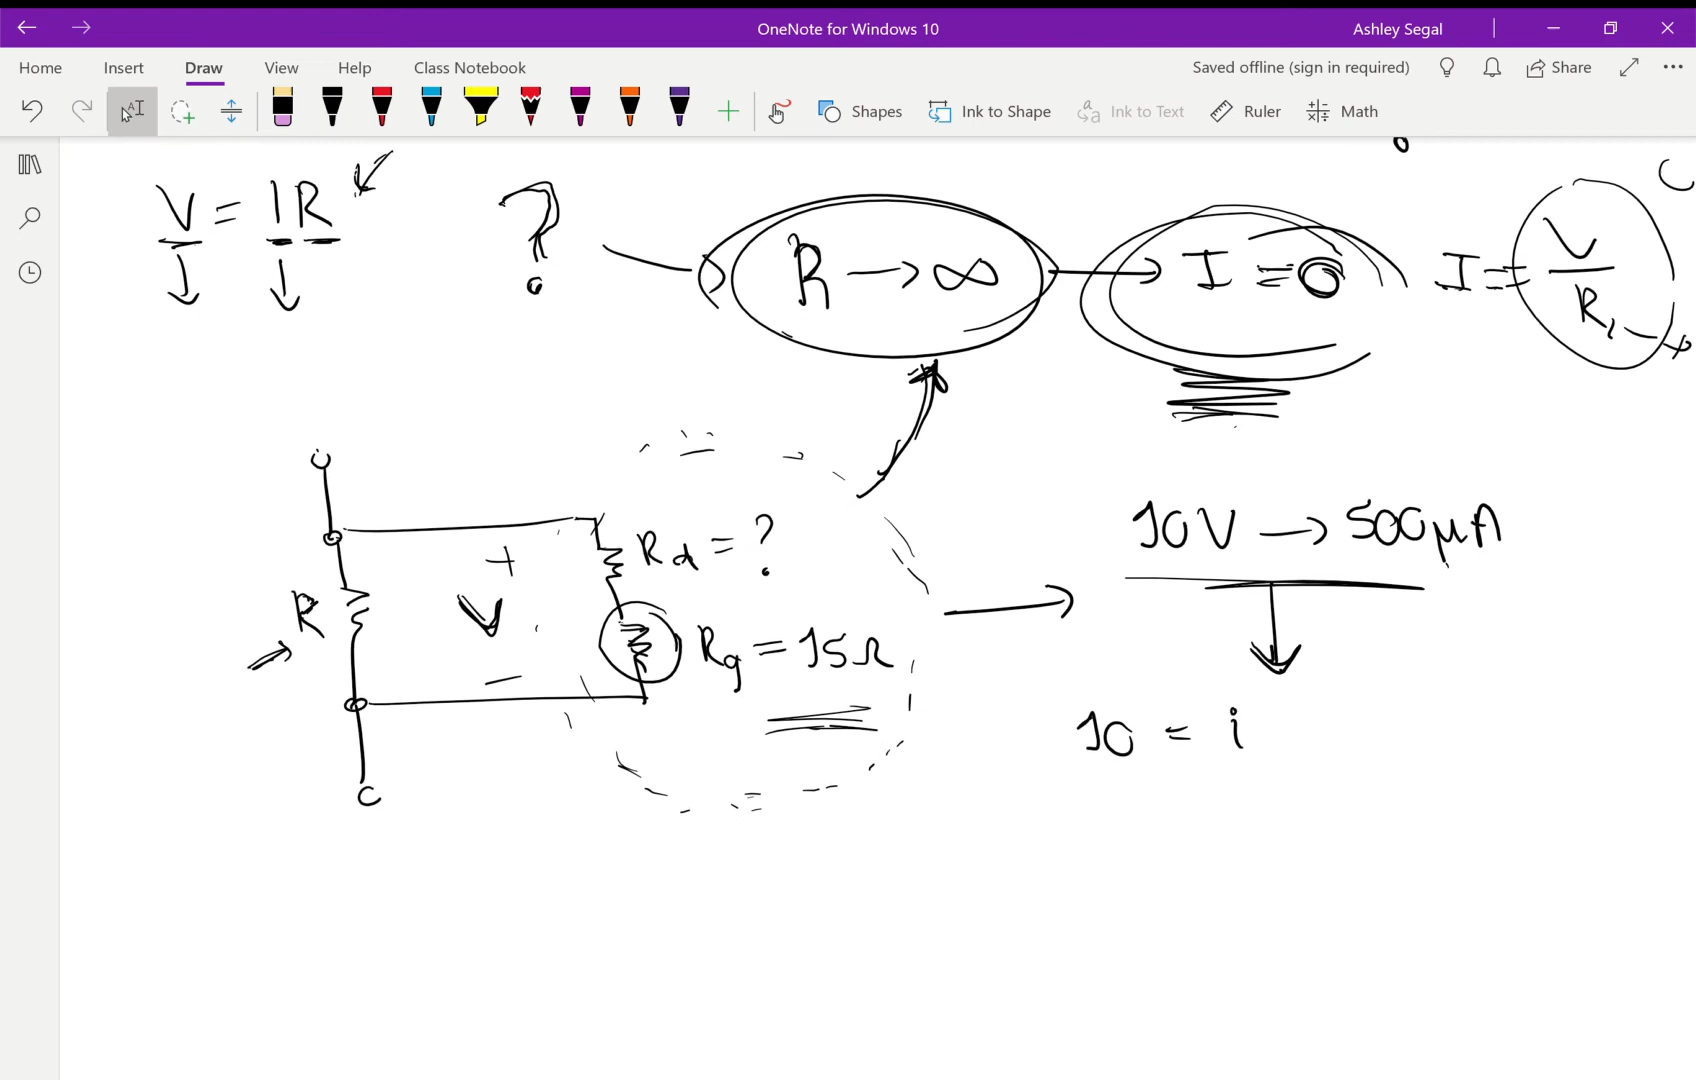 OneNote for Windows 10
Ashley Segal
Home Insert Draw View Help Class Notebook
Saved offline (sign in required) Share
Shapes Ink to Shape Ink to Text Ruler Math
V = IR ? R → ∞ → I = 0 I = V/R
10V → 500μA
+ Rd = ?
R V
Rg = 15Ω
−
10 = i